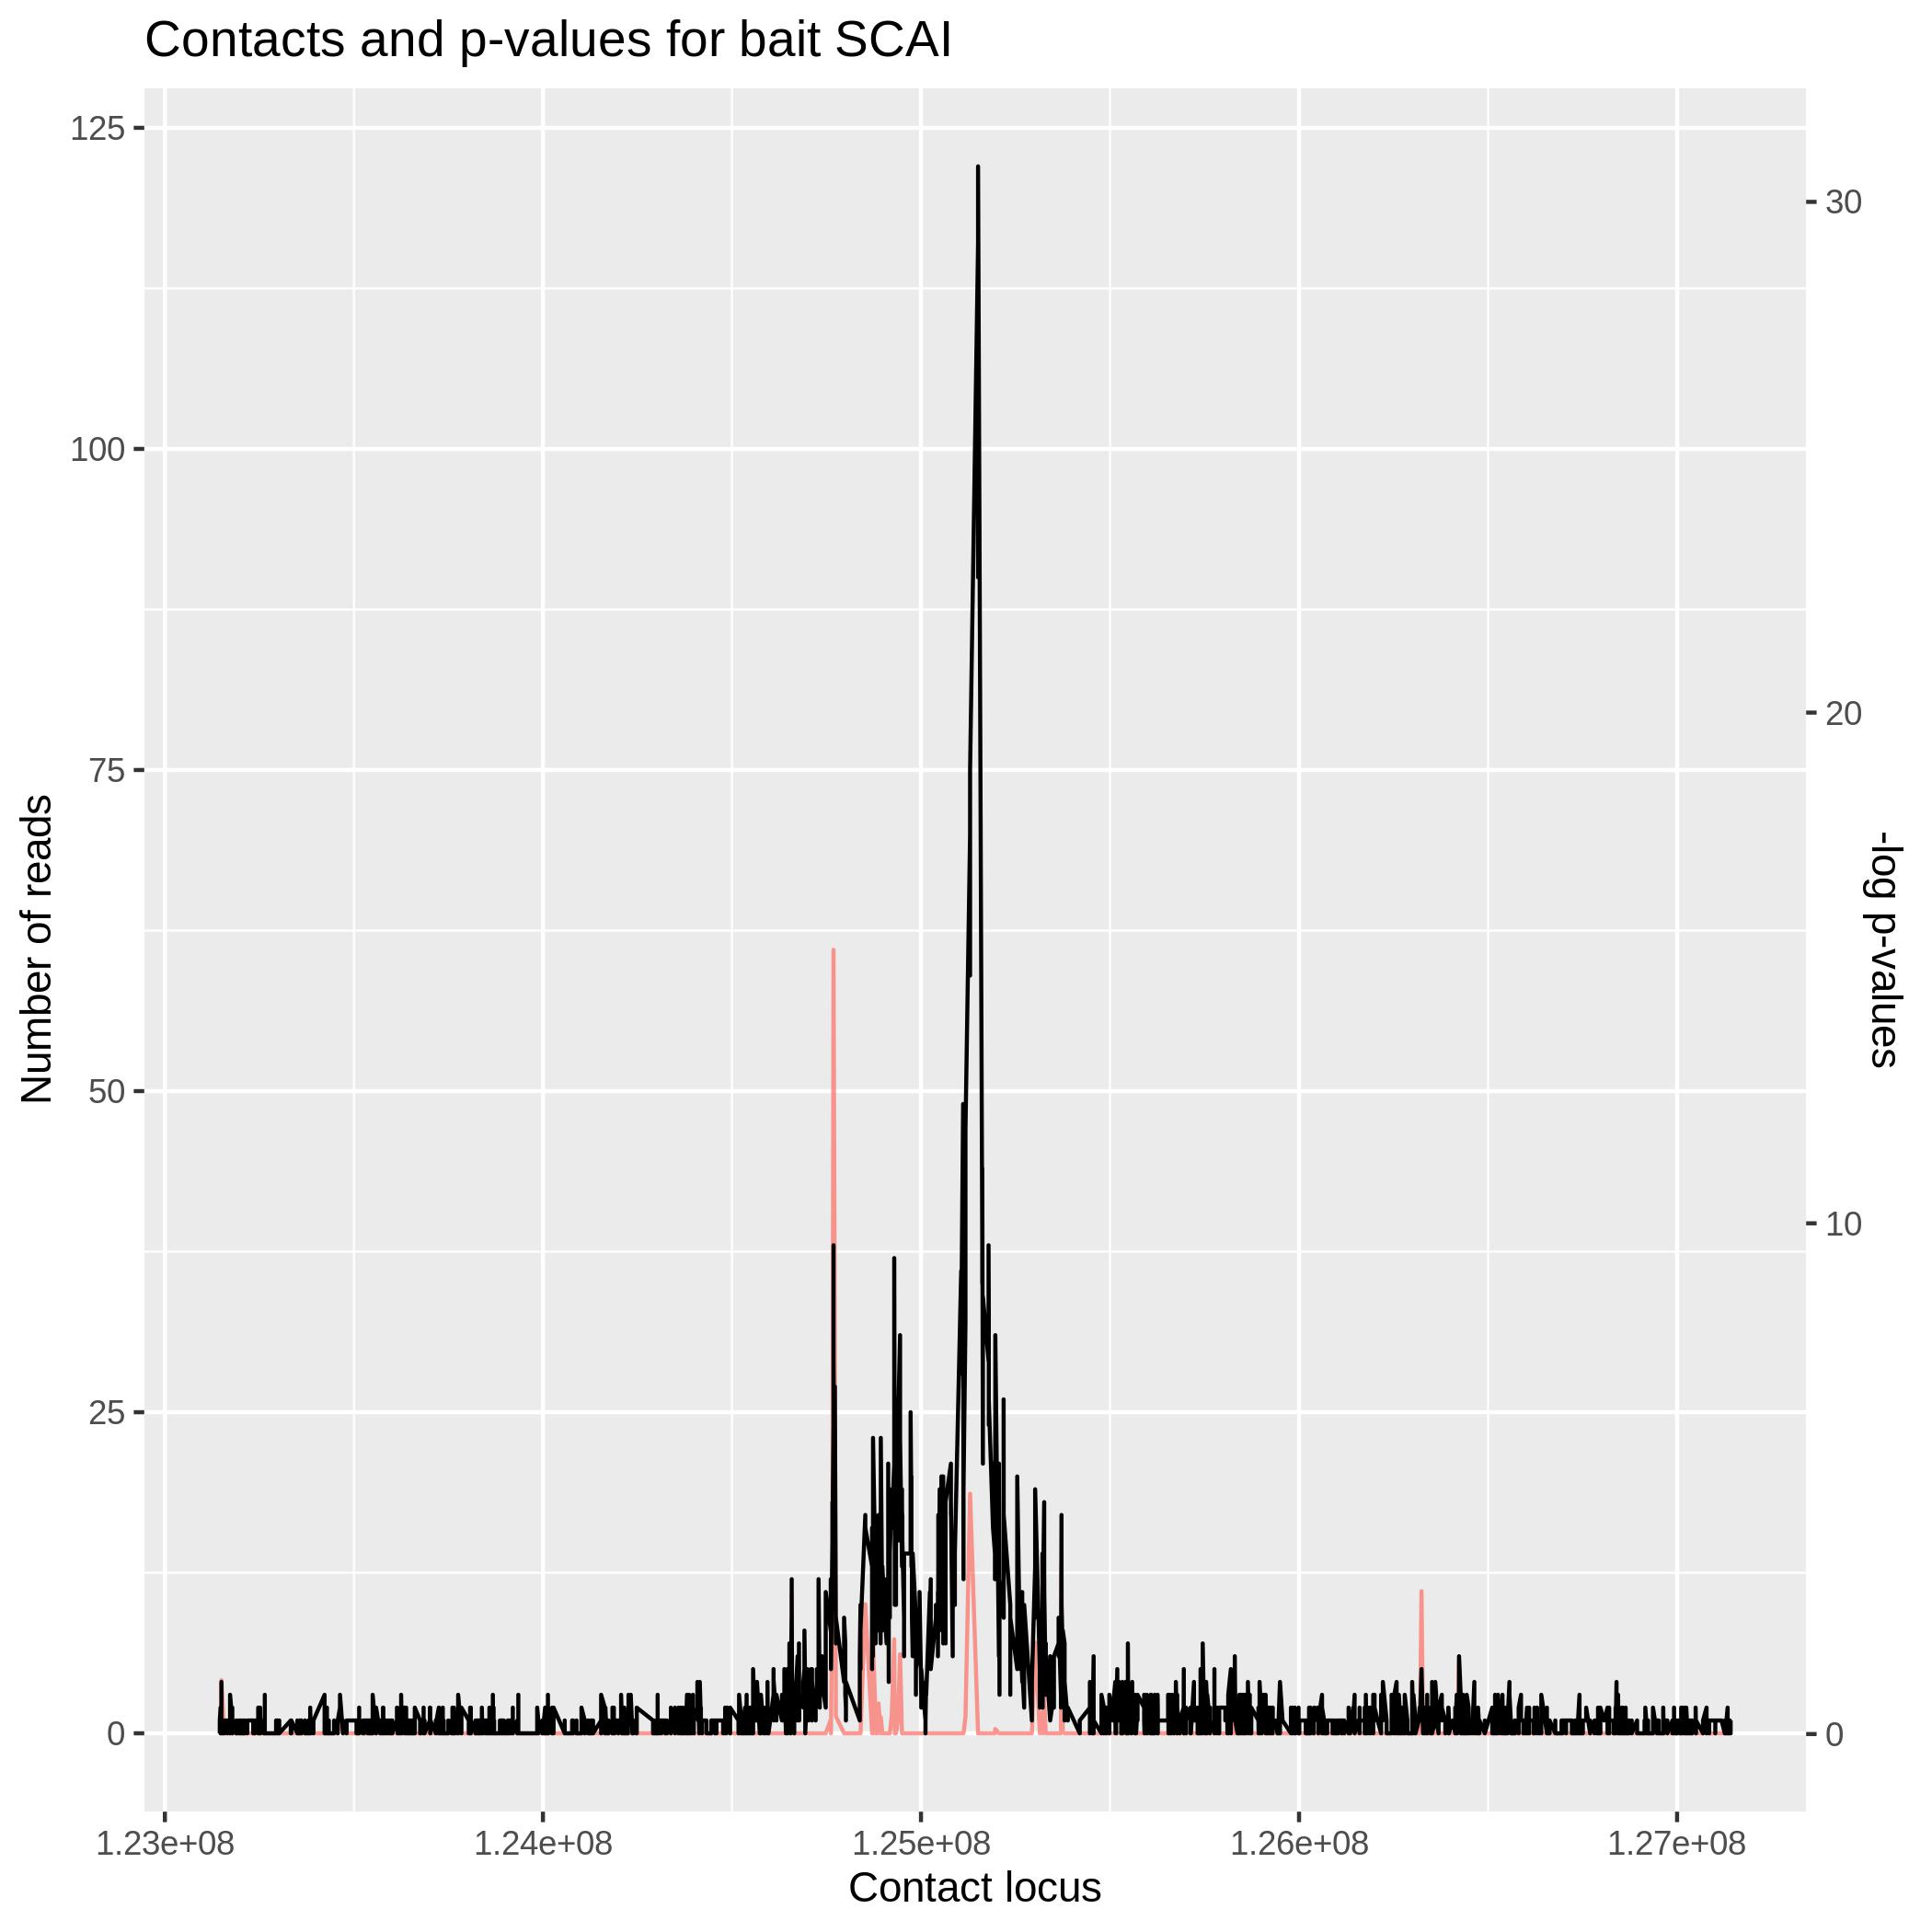 Contacts and p-values for bait SCAI
125
100
75
50
25
0
30
20
10
0
Number of reads
-log p-values
1.23e+08
1.24e+08
1.25e+08
1.26e+08
1.27e+08
Contact locus